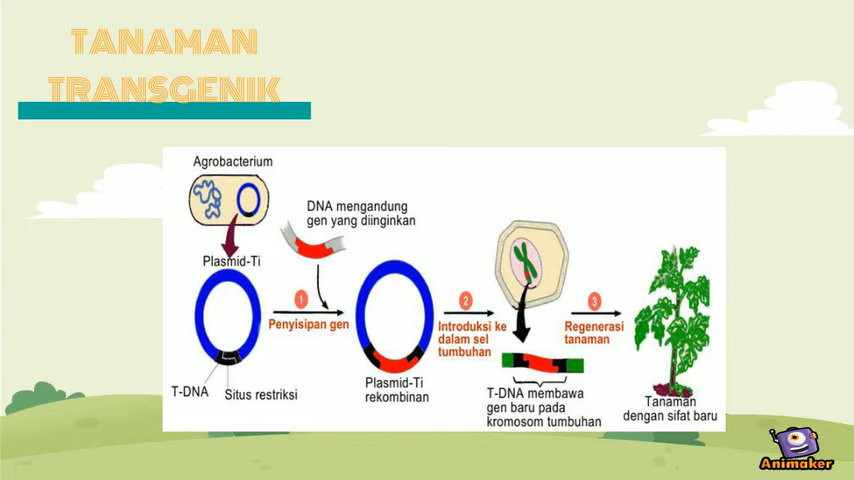 TANAMAN
TRANSGENIK
Agrobacterium
DNA mengandung
gen yang diinginkan
Plasmid-Ti
1
Penyisipan gen
2
Introduksi ke
dalam sel
tumbuhan
3
Regenerasi
tanaman
T-DNA
Situs restriksi
Plasmid-Ti
rekombinan
T-DNA membawa
gen baru pada
kromosom tumbuhan
Tanaman
dengan sifat baru
Animaker